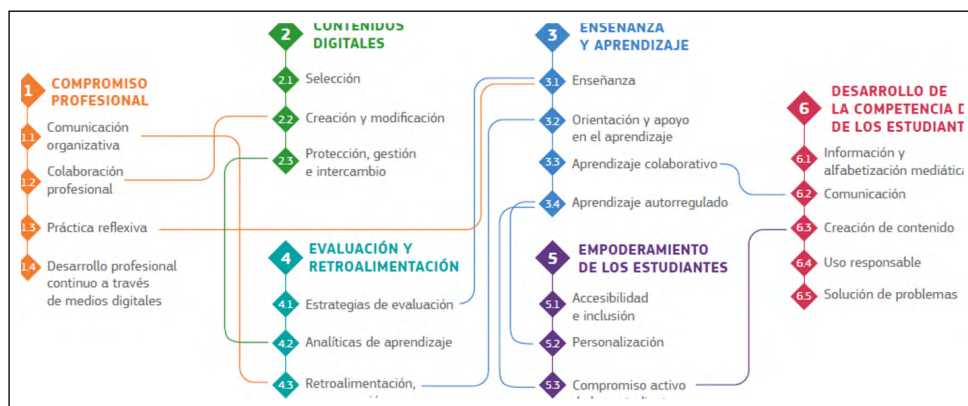 1
COMPROMISO
PROFESIONAL
1.1
Comunicación
organizativa
1.2
Colaboración
profesional
1.3
Práctica reflexiva
1.4
Desarrollo profesional
continuo a través
de medios digitales
2
CONTENIDOS
DIGITALES
2.1
Selección
2.2
Creación y modificación
2.3
Protección, gestión
e intercambio
3
ENSEÑANZA
Y APRENDIZAJE
3.1
Enseñanza
3.2
Orientación y apoyo
en el aprendizaje
3.3
Aprendizaje colaborativo
3.4
Aprendizaje autorregulado
4
EVALUACIÓN Y
RETROALIMENTACIÓN
4.1
Estrategias de evaluación
4.2
Analíticas de aprendizaje
4.3
Retroalimentación,
5
EMPODERAMIENTO
DE LOS ESTUDIANTES
5.1
Accesibilidad
e inclusión
5.2
Personalización
5.3
Compromiso activo
6
DESARROLLO DE
LA COMPETENCIA D
DE LOS ESTUDIANT
6.1
Información y
alfabetización mediática
6.2
Comunicación
6.3
Creación de contenido
6.4
Uso responsable
6.5
Solución de problemas